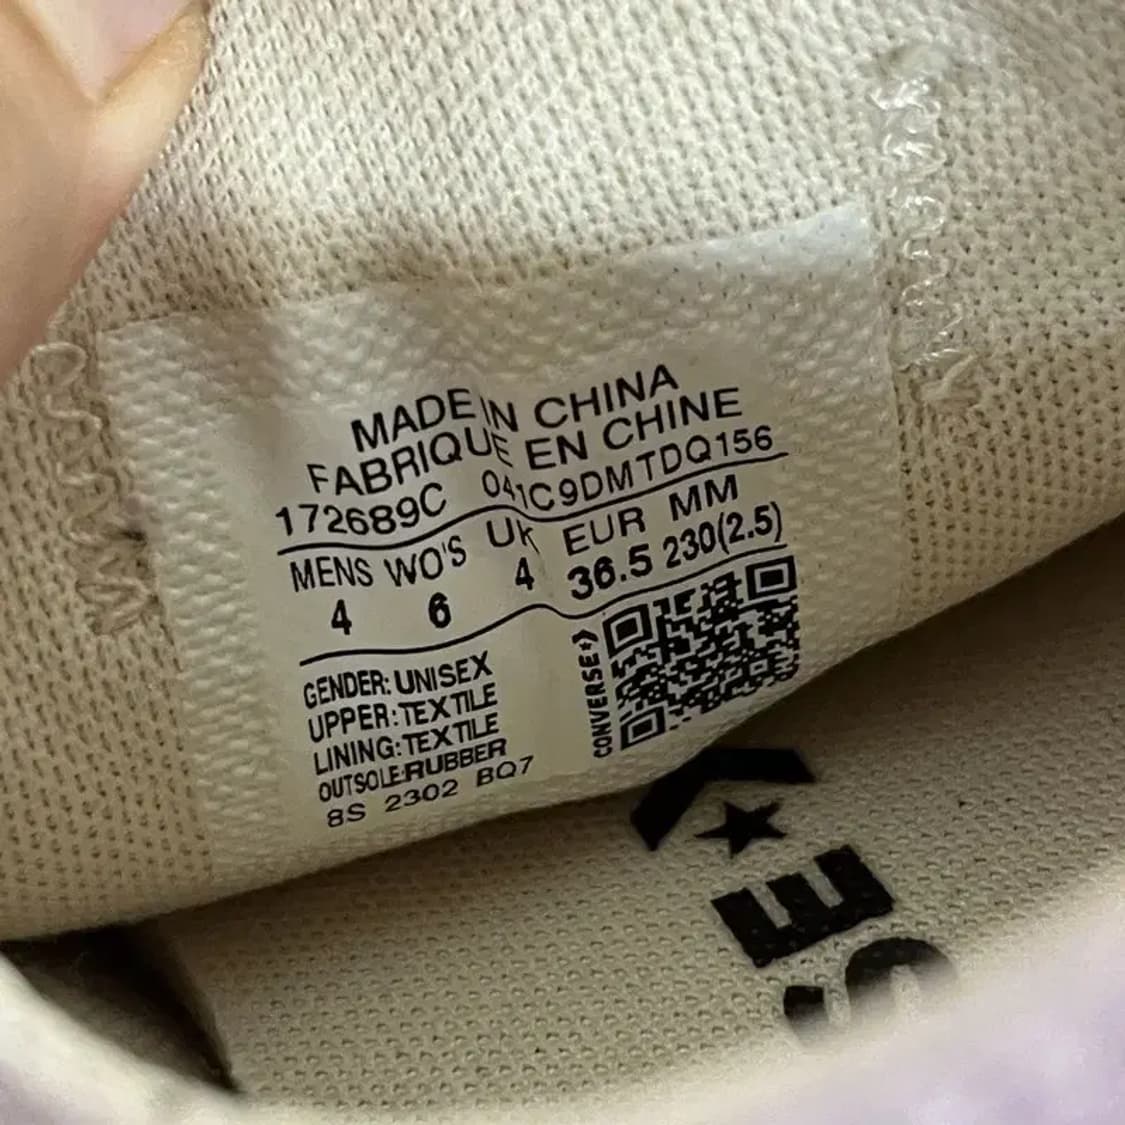 MADE IN CHINA
FABRIQUE EN CHINE
172689C 041C9DMTDQ156
MENS WO'S UK EUR MM
4 6 4 36.5 230(2.5)
GENDER: UNISEX
UPPER: TEXTILE
LINING: TEXTILE
OUTSOLE:RUBBER
8S 2302 BQ7
CONVERSE